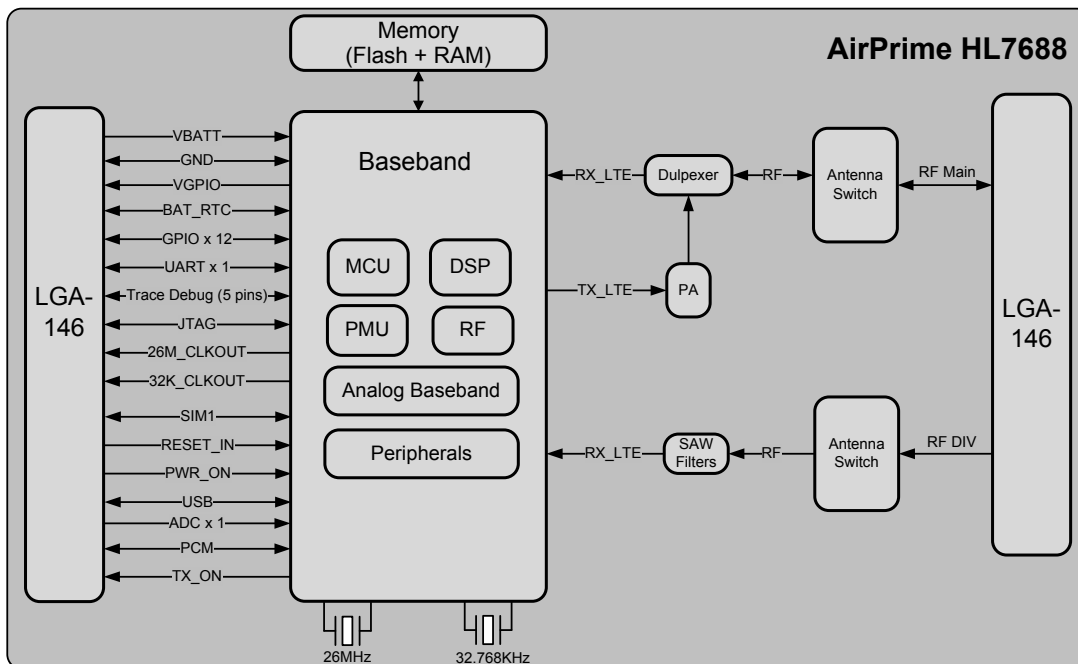 Memory
(Flash + RAM)
AirPrime HL7688
LGA-
146
VBATT
GND
VGPIO
BAT_RTC
GPIO x 12
UART x 1
Trace Debug (5 pins)
JTAG
26M_CLKOUT
32K_CLKOUT
SIM1
RESET_IN
PWR_ON
USB
ADC x 1
PCM
TX_ON
Baseband
MCU
DSP
PMU
RF
Analog Baseband
Peripherals
26MHz
32.768KHz
RX_LTE
Dulpexer
RF
Antenna
Switch
RF Main
TX_LTE
PA
RX_LTE
SAW
Filters
RF
Antenna
Switch
RF DIV
LGA-
146